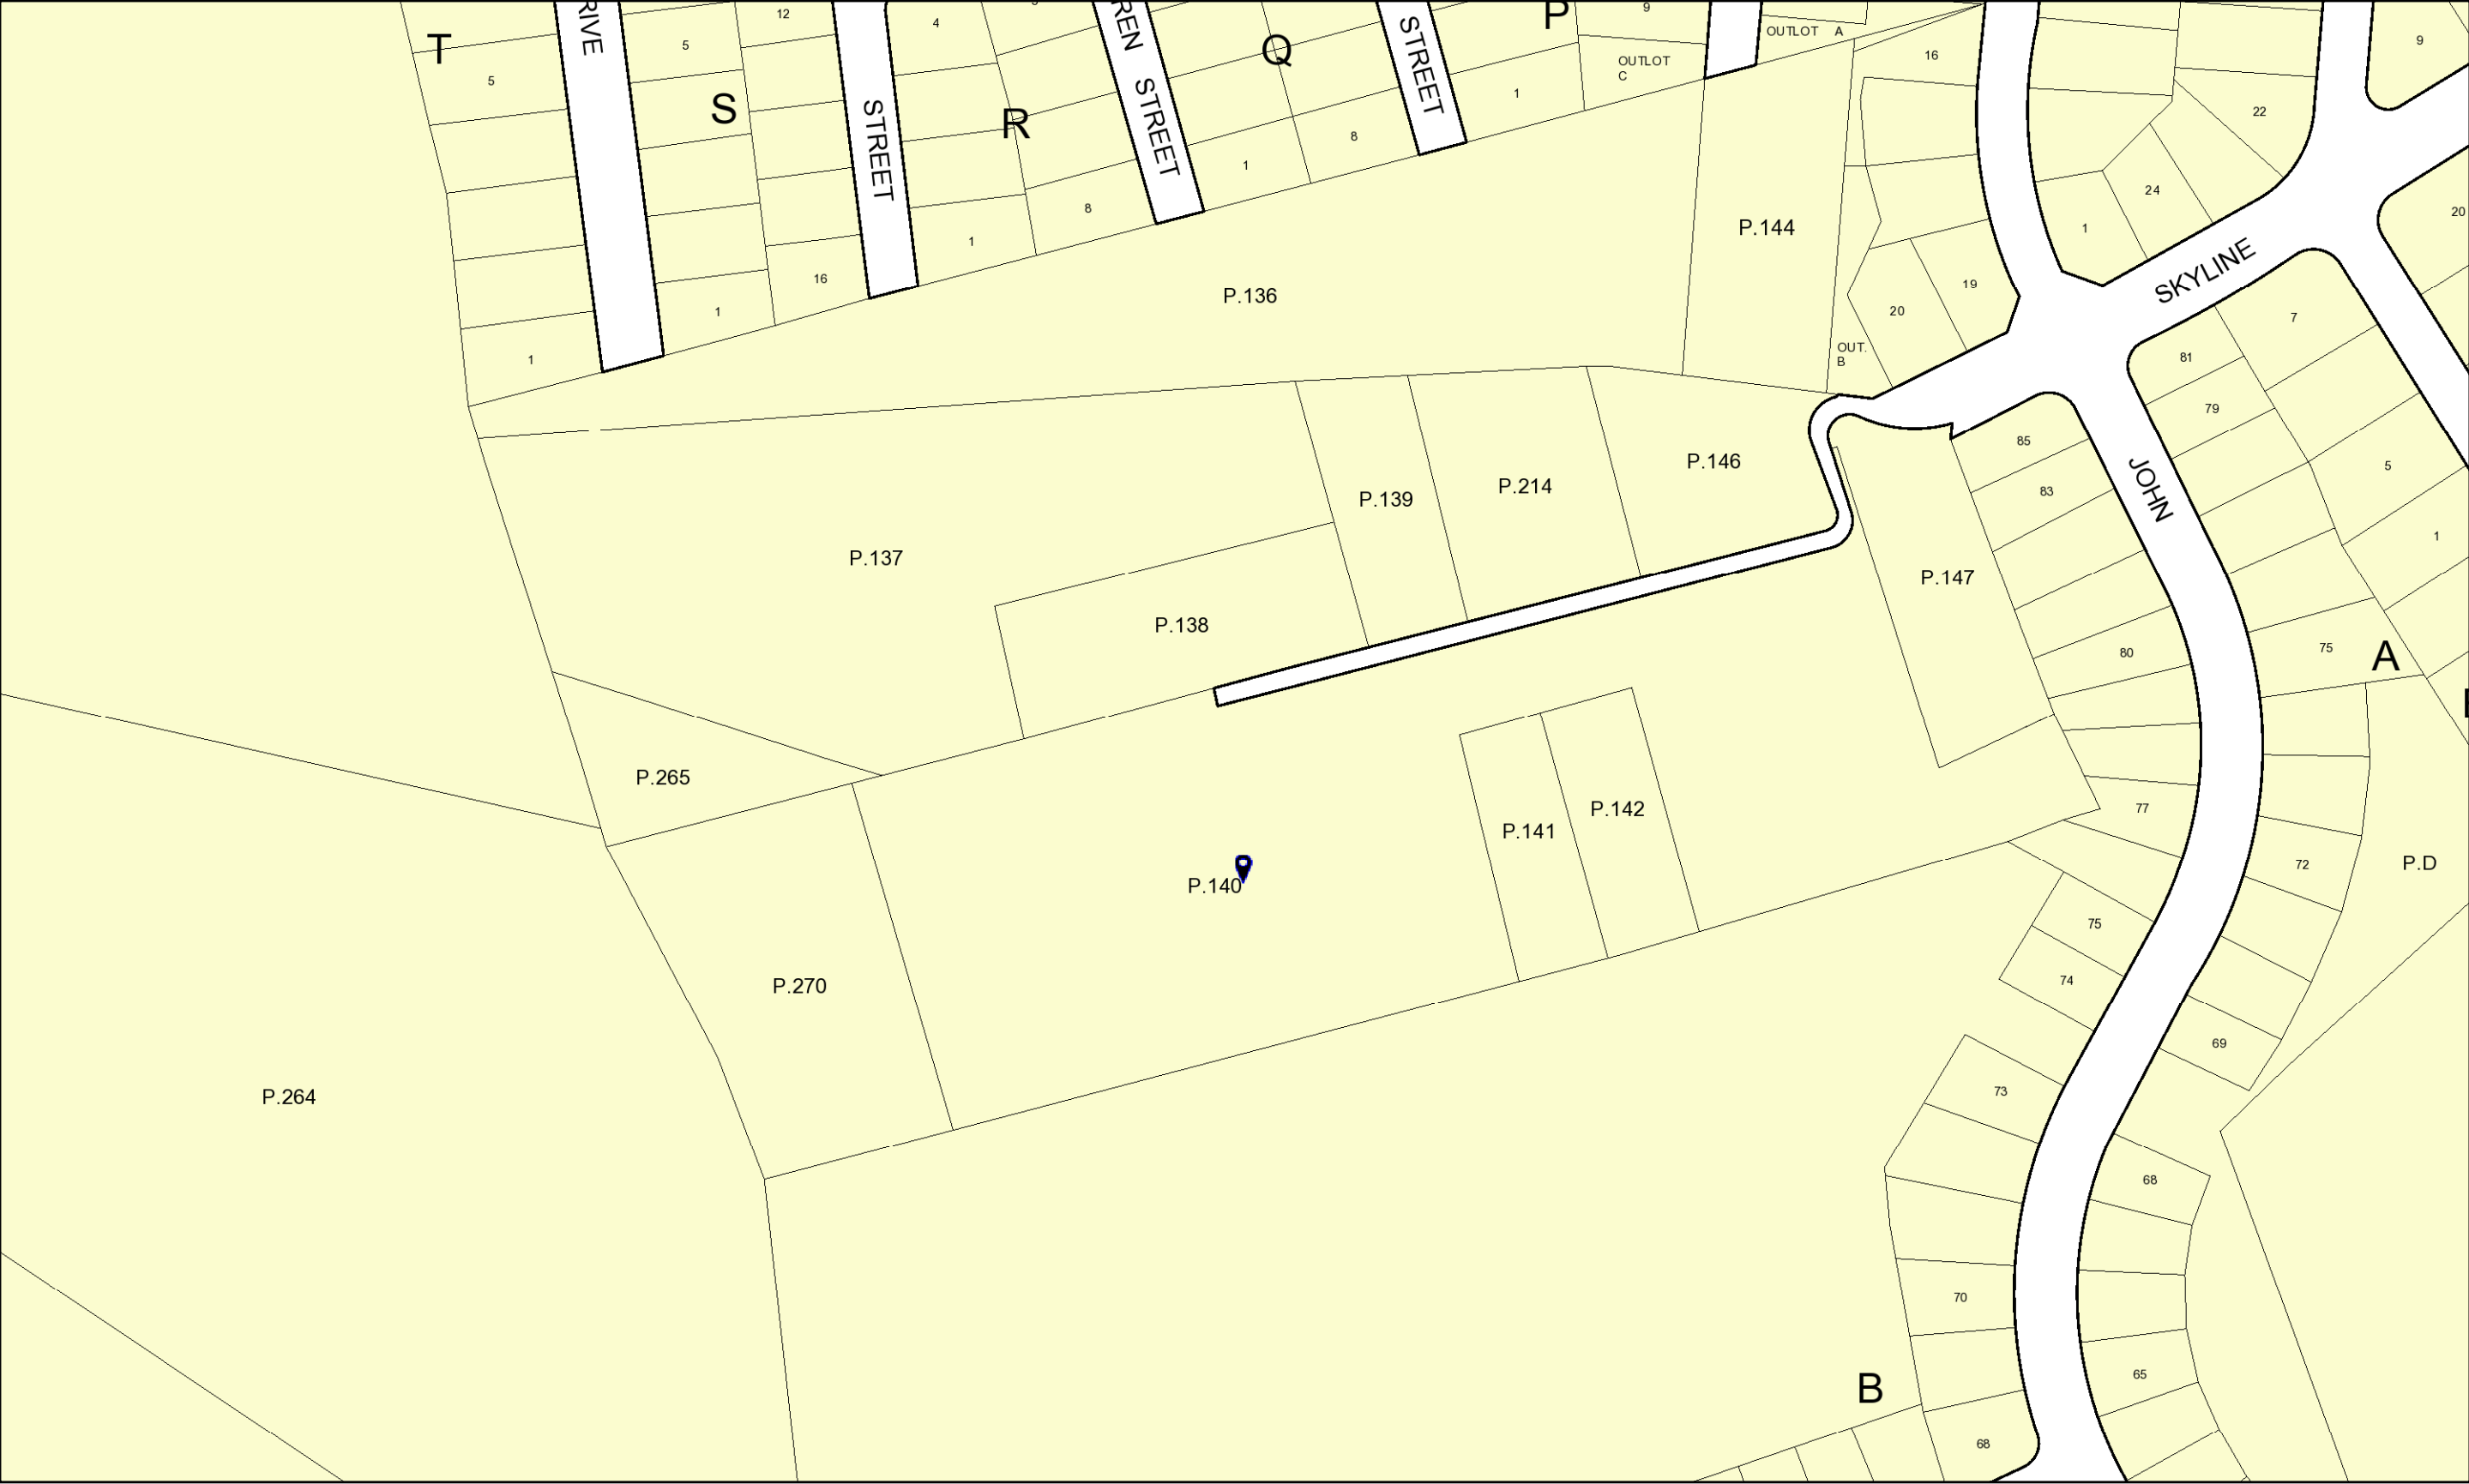 RIVE
12
4
REN
STREET
P
9
OUTLOT A
T
5
5
Q
STREET
OUTLOT
C
16
9
S
STREET
R
1
22
8
1
24
20
8
P.144
1
1
16
P.136
19
SKYLINE
1
20
7
1
OUT.
B
81
79
85
P.146
5
P.214
83
JOHN
P.139
1
P.137
P.147
P.138
75
A
80
P.265
P.142
77
P.141
72
P.D
P.140
75
74
P.270
69
73
P.264
68
70
65
B
68